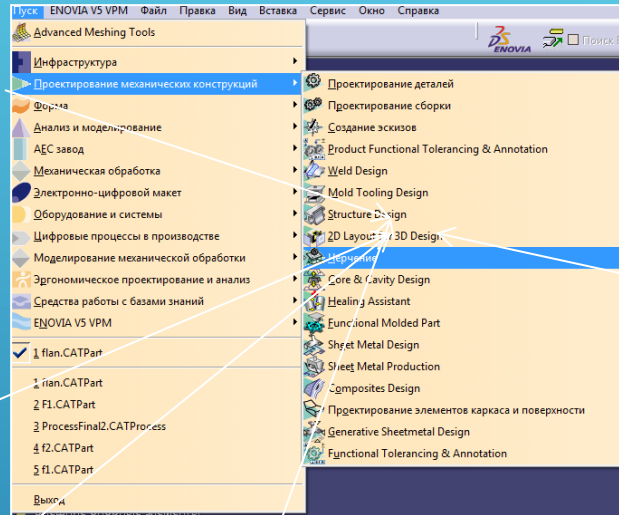 Пуск ENOVIA V5 VPM Файл Правка Вид Вставка Сервис Окно Справка
Advanced Meshing Tools
Инфраструктура
Проектирование механических конструкций
Форма
Анализ и моделирование
АЕС завод
Механическая обработка
Электронно-цифровой макет
Оборудование и системы
Цифровые процессы в производстве
Моделирование механической обработки
Эргономическое проектирование и анализ
Средства работы с базами знаний
ENOVIA V5 VPM
1 flan.CATPart
1 flan.CATPart
2 F1.CATPart
3 ProcessFinal2.CATProcess
4 f2.CATPart
5 f1.CATPart
Выход
Проектирование деталей
Проектирование сборки
Создание эскизов
Product Functional Tolerancing & Annotation
Weld Design
Mold Tooling Design
Structure Design
2D Layout for 3D Design
Черчение
Core & Cavity Design
Healing Assistant
Functional Molded Part
Sheet Metal Design
Sheet Metal Production
Composites Design
Проектирование элементов каркаса и поверхности
Generative Sheetmetal Design
Functional Tolerancing & Annotation
ENOVIA
Поиск